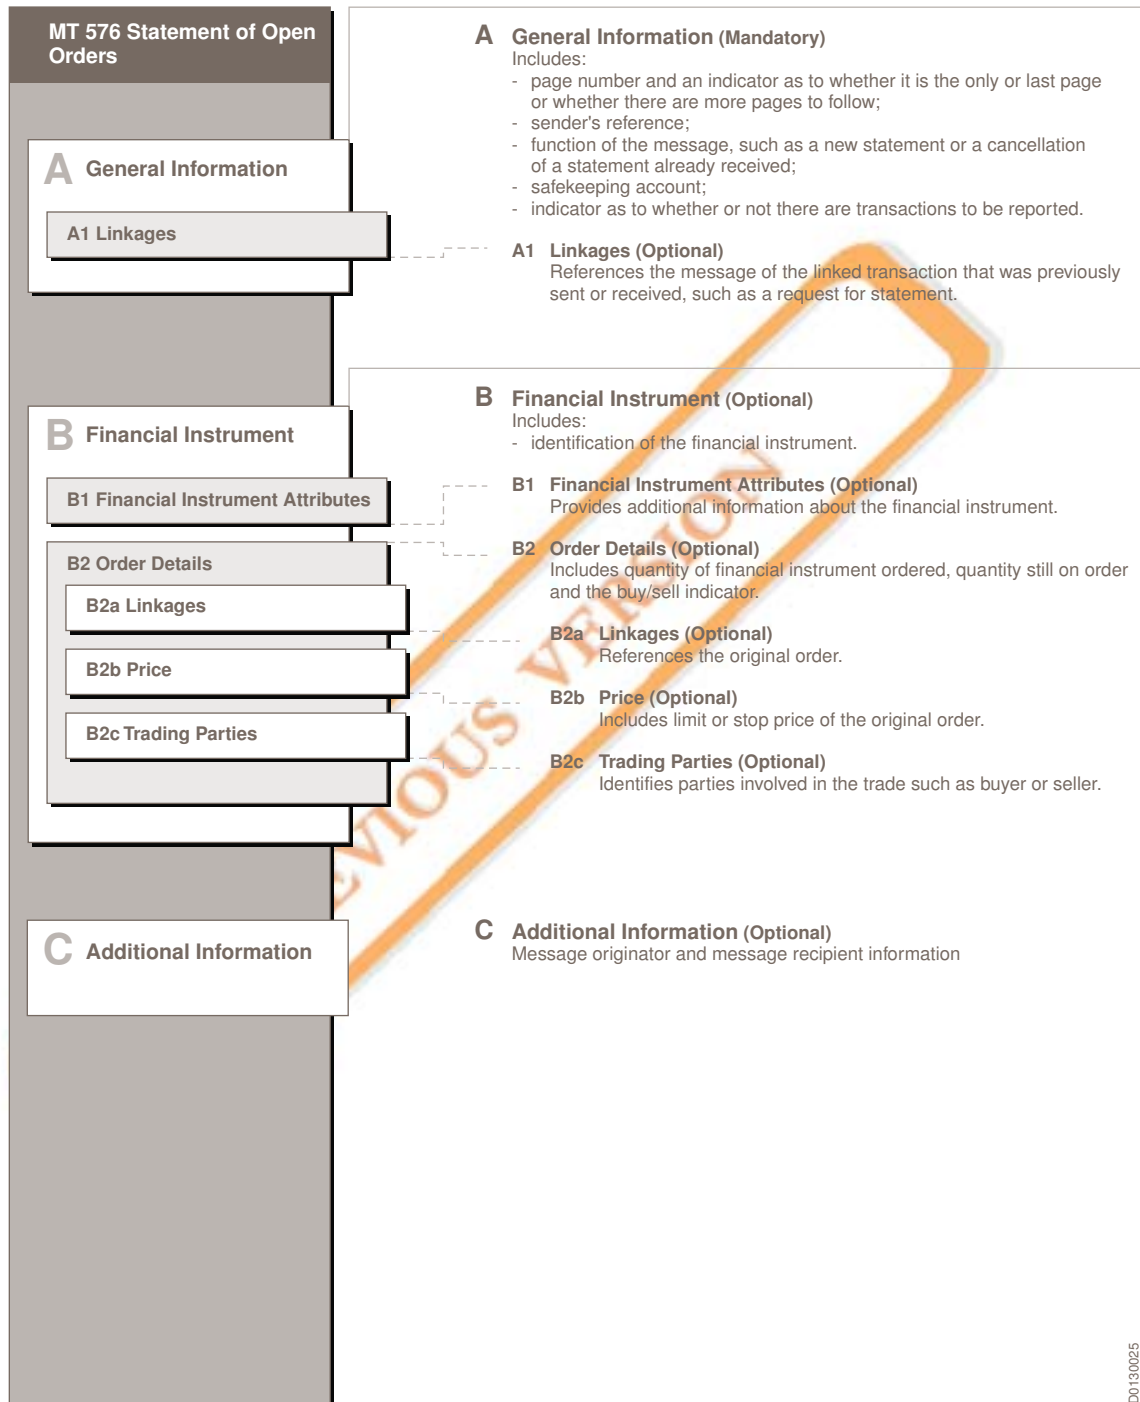 MT 576 Statement of Open
Orders
A General Information
A1 Linkages
B Financial Instrument
B1 Financial Instrument Attributes
B2 Order Details
B2a Linkages
B2b Price
B2c Trading Parties
C Additional Information
A General Information (Mandatory)
Includes:
- page number and an indicator as to whether it is the only or last page
or whether there are more pages to follow;
- sender's reference;
- function of the message, such as a new statement or a cancellation
of a statement already received;
- safekeeping account;
- indicator as to whether or not there are transactions to be reported.
A1 Linkages (Optional)
References the message of the linked transaction that was previously
sent or received, such as a request for statement.
B Financial Instrument (Optional)
Includes:
- identification of the financial instrument.
B1 Financial Instrument Attributes (Optional)
Provides additional information about the financial instrument.
B2 Order Details (Optional)
Includes quantity of financial instrument ordered, quantity still on order
and the buy/sell indicator.
B2a Linkages (Optional)
References the original order.
B2b Price (Optional)
Includes limit or stop price of the original order.
B2c Trading Parties (Optional)
Identifies parties involved in the trade such as buyer or seller.
C Additional Information (Optional)
Message originator and message recipient information
EVIOUS VERSION
D0130025